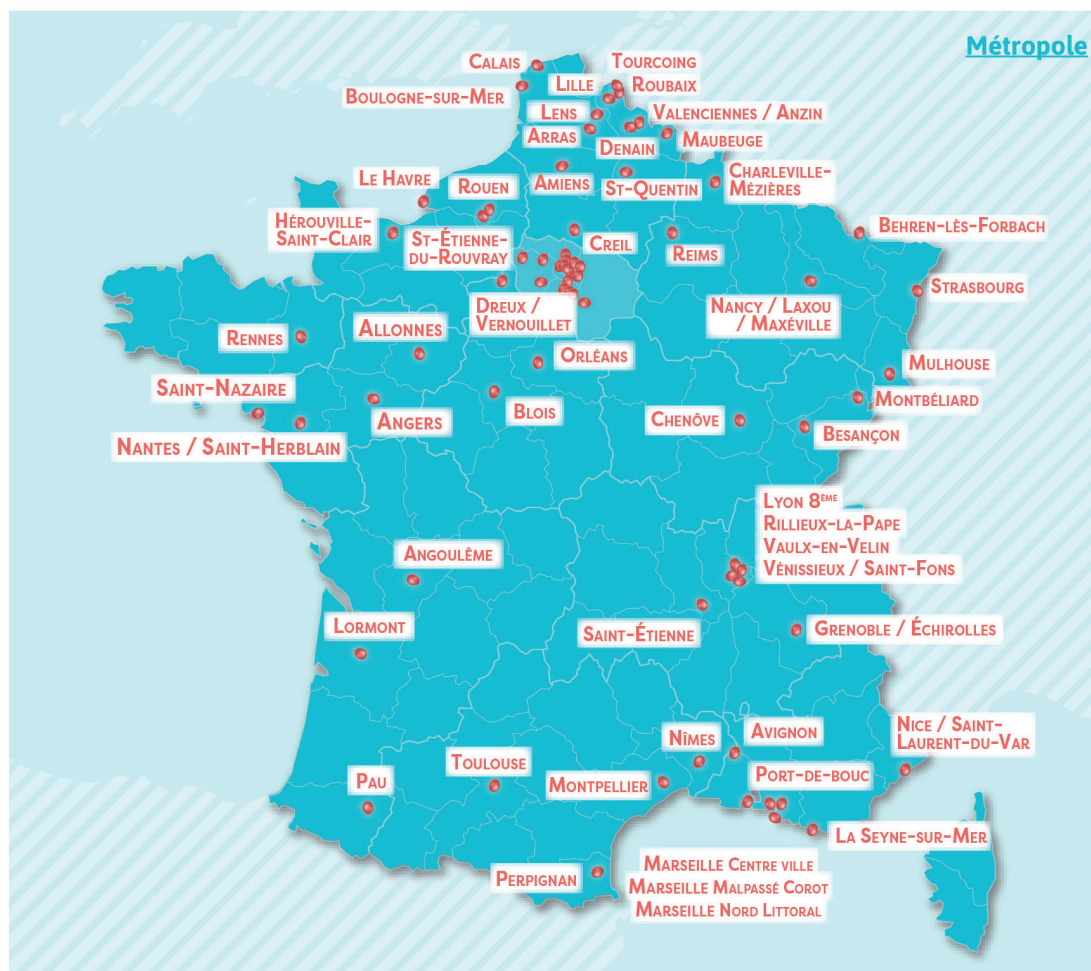 Métropole
Calais
Tourcoing
Lille
Roubaix
Boulogne-sur-Mer
Lens
Valenciennes / Anzin
Arras
Denain
Maubeuge
Amiens
St-Quentin
Charleville-
Mézières
Le Havre
Rouen
Hérouville-
Saint-Clair
St-Étienne-
du-Rouvray
Creil
Reims
Behren-lès-Forbach
Strasbourg
Nancy / Laxou
/ Maxéville
Dreux /
Vernouillet
Rennes
Allonnes
Orléans
Mulhouse
Saint-Nazaire
Montbéliard
Angers
Blois
Chenôve
Besançon
Nantes / Saint-Herblain
Lyon 8ème
Rillieux-la-Pape
Vaulx-en-Velin
Vénissieux / Saint-Fons
Angoulême
Lormont
Saint-Étienne
Grenoble / Échirolles
Nice / Saint-
Laurent-du-Var
Avignon
Nîmes
Toulouse
Port-de-bouc
Pau
Montpellier
La Seyne-sur-Mer
Perpignan
Marseille Centre ville
Marseille Malpassé Corot
Marseille Nord Littoral